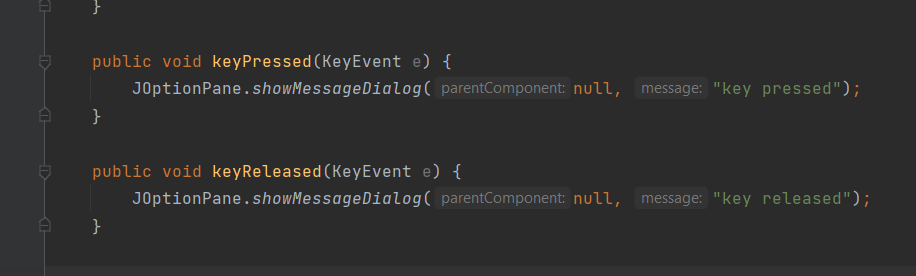 }
public void keyPressed(KeyEvent e) {
JOptionPane.showMessageDialog( parentComponent: null, message: "key pressed");
}
public void keyReleased(KeyEvent e) {
JOptionPane.showMessageDialog( parentComponent: null, message: "key released");
}